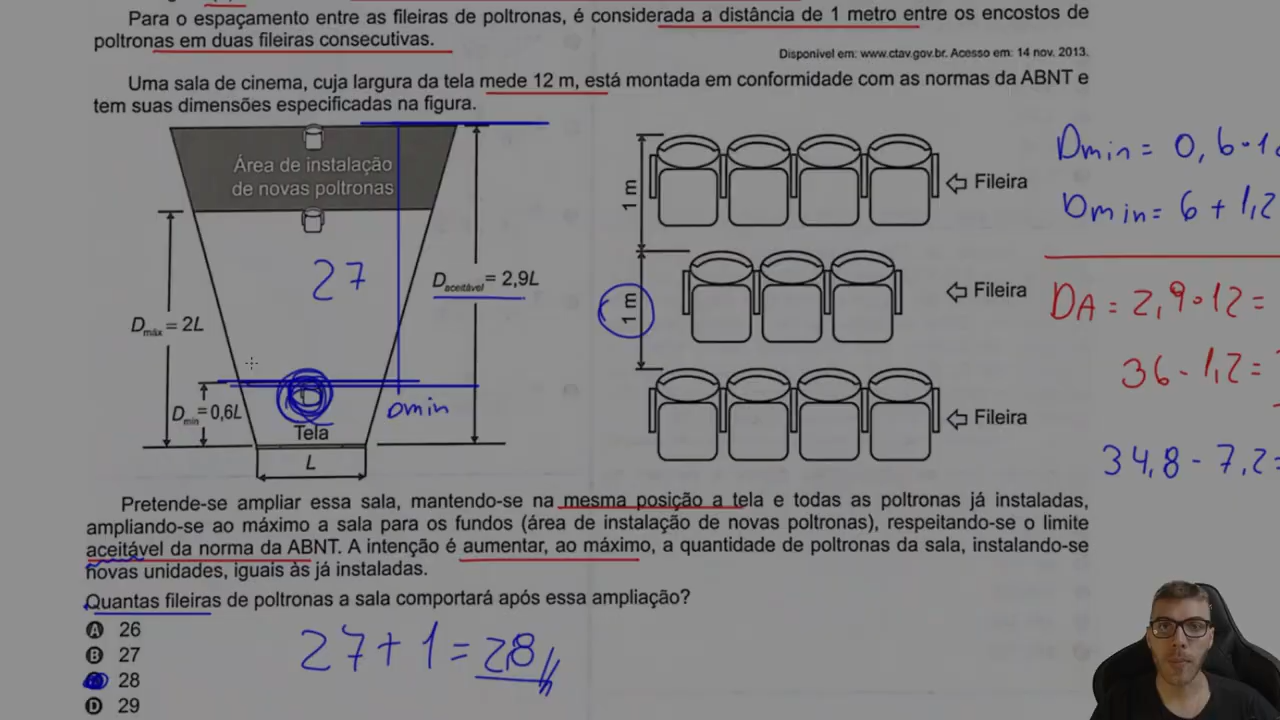 Para o espaçamento entre as fileiras de poltronas, é considerada a distância de 1 metro entre os encostos de
poltronas em duas fileiras consecutivas.
Disponível em: www.ctav.gov.br. Acesso em: 14 nov. 2013.
Uma sala de cinema, cuja largura da tela mede 12 m, está montada em conformidade com as normas da ABNT e
tem suas dimensões especificadas na figura.
Área de instalação
de novas poltronas
27
D aceitável = 2,9L
D máx = 2L
D mín = 0,6L
Dmin
Tela
L
1 m
Fileira
1 m
Fileira
Fileira
Dmin = 0,6·1
Dmin = 6 + 1,2
DA = 2,9·12 =
36 - 1,2 =
34,8 - 7,2 =
Pretende-se ampliar essa sala, mantendo-se na mesma posição a tela e todas as poltronas já instaladas,
ampliando-se ao máximo a sala para os fundos (área de instalação de novas poltronas), respeitando-se o limite
aceitável da norma da ABNT. A intenção é aumentar, ao máximo, a quantidade de poltronas da sala, instalando-se
novas unidades, iguais às já instaladas.
Quantas fileiras de poltronas a sala comportará após essa ampliação?
A 26
B 27
28
D 29
27 + 1 = 28